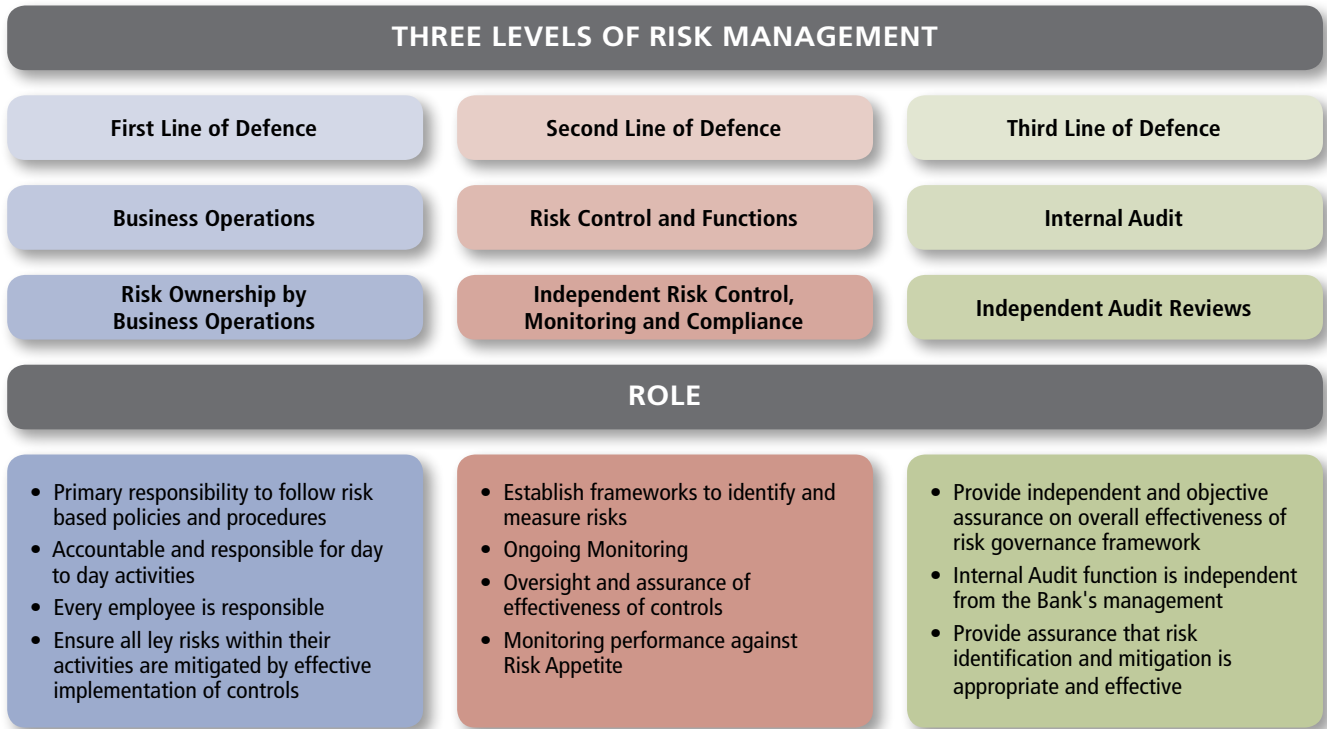 THREE LEVELS OF RISK MANAGEMENT
First Line of Defence
Second Line of Defence
Third Line of Defence
Business Operations
Risk Control and Functions
Internal Audit
Risk Ownership by
Business Operations
Independent Risk Control,
Monitoring and Compliance
Independent Audit Reviews
ROLE
• Primary responsibility to follow risk
based policies and procedures
• Accountable and responsible for day
to day activities
• Every employee is responsible
• Ensure all ley risks within their
activities are mitigated by effective
implementation of controls
• Establish frameworks to identify and
measure risks
• Ongoing Monitoring
• Oversight and assurance of
effectiveness of controls
• Monitoring performance against
Risk Appetite
• Provide independent and objective
assurance on overall effectiveness of
risk governance framework
• Internal Audit function is independent
from the Bank's management
• Provide assurance that risk
identification and mitigation is
appropriate and effective